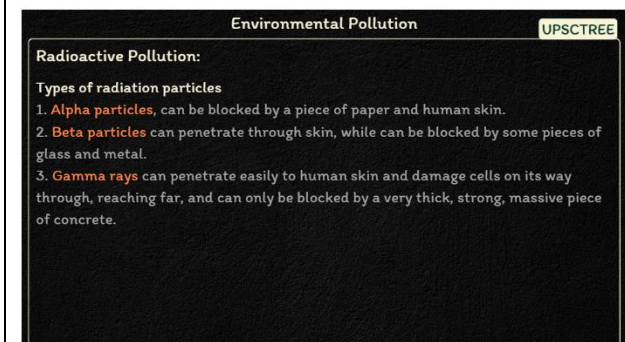 Environmental Pollution
UPSCTREE
Radioactive Pollution:
Types of radiation particles
1. Alpha particles, can be blocked by a piece of paper and human skin.
2. Beta particles can penetrate through skin, while can be blocked by some pieces of
glass and metal.
3. Gamma rays can penetrate easily to human skin and damage cells on its way
through, reaching far, and can only be blocked by a very thick, strong, massive piece
of concrete.